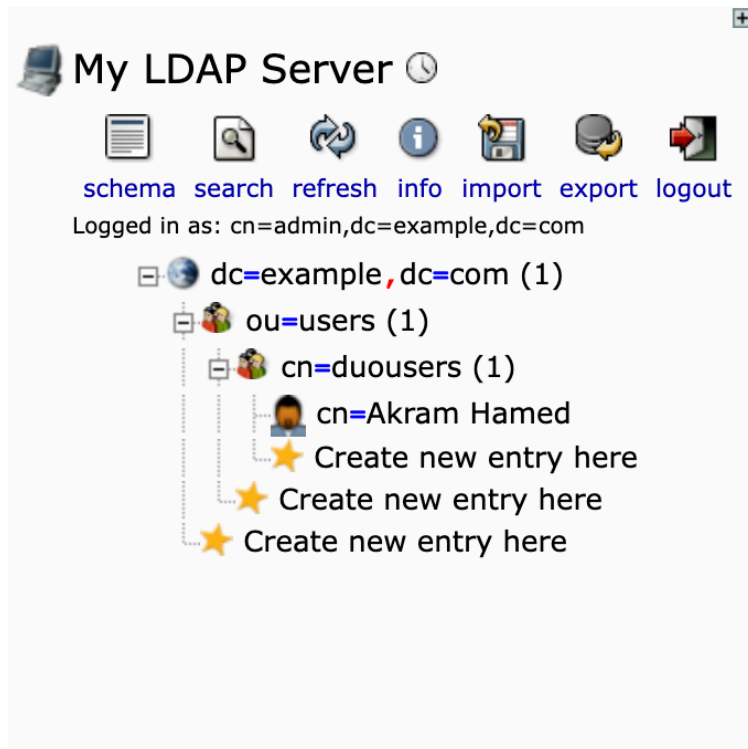 My LDAP Server
schema search refresh info import export logout
Logged in as: cn=admin,dc=example,dc=com
dc=example,dc=com (1)
ou=users (1)
cn=duousers (1)
cn=Akram Hamed
Create new entry here
Create new entry here
Create new entry here